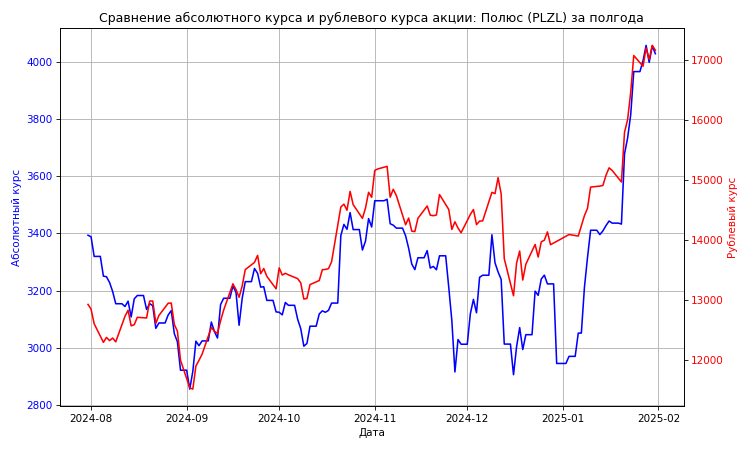 Сравнение абсолютного курса и рублевого курса акции: Полюс (PLZL) за полгода
Абсолютный курс
4000
3800
3600
3400
3200
3000
2800
17000
16000
15000
14000
13000
12000
Рублевый курс
2024-08 2024-09 2024-10 2024-11 2024-12 2025-01 2025-02
Дата